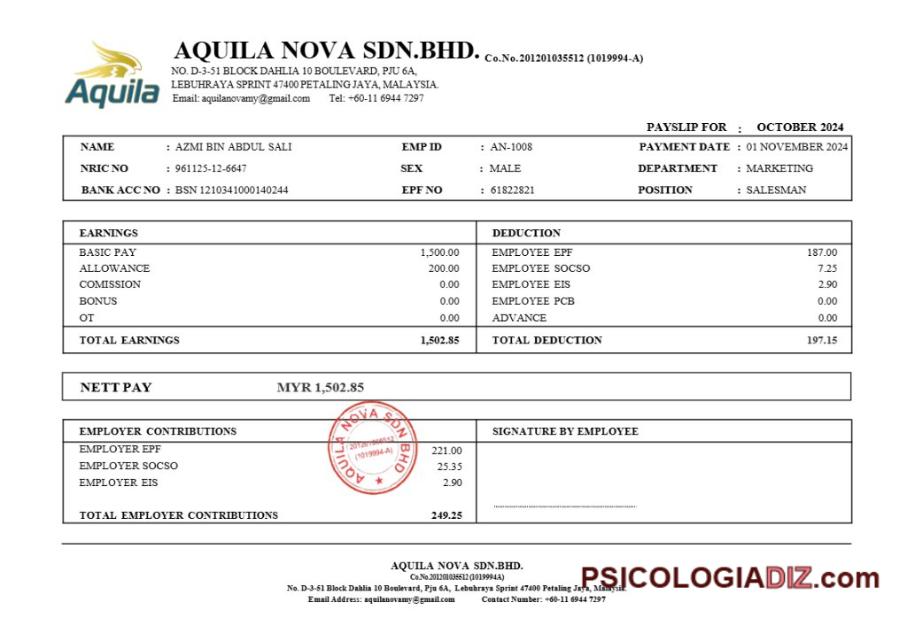 Aquila
AQUILA NOVA SDN.BHD. Co.No.201201035512 (1019994-A)
NO. D-3-51 BLOCK DAHLIA 10 BOULEVARD, PJU 6A,
LEBUHRAYA SPRINT 47400 PETALING JAYA, MALAYSIA.
Email: aquilanovamy@gmail.com Tel: +60-11 6944 7297
PAYSLIP FOR : OCTOBER 2024
NAME : AZMI BIN ABDUL SALI EMP ID : AN-1008 PAYMENT DATE : 01 NOVEMBER 2024
NRIC NO : 961125-12-6647 SEX : MALE DEPARTMENT : MARKETING
BANK ACC NO : BSN 1210341000140244 EPF NO : 61822821 POSITION : SALESMAN
EARNINGS DEDUCTION
BASIC PAY 1,500.00 EMPLOYEE EPF 187.00
ALLOWANCE 200.00 EMPLOYEE SOCSO 7.25
COMISSION 0.00 EMPLOYEE EIS 2.90
BONUS 0.00 EMPLOYEE PCB 0.00
OT 0.00 ADVANCE 0.00
TOTAL EARNINGS 1,502.85 TOTAL DEDUCTION 197.15
NETT PAY MYR 1,502.85
EMPLOYER CONTRIBUTIONS SIGNATURE BY EMPLOYEE
EMPLOYER EPF 221.00
EMPLOYER SOCSO 25.35
EMPLOYER EIS 2.90
TOTAL EMPLOYER CONTRIBUTIONS 249.25
AQUILA NOVA SDN BHD
(1019994-A)
AQUILA NOVA SDN.BHD.
Co.No.201201035512 (1019994A)
No. D-3-51 Block Dahlia 10 Boulevard, Pju 6A, Lebuhraya Sprint 47400 Petaling Jaya, Malaysia.
Email Address: aquilanovamy@gmail.com Contact Number: +60-11 6944 7297
PSICOLOGIADIZ.com